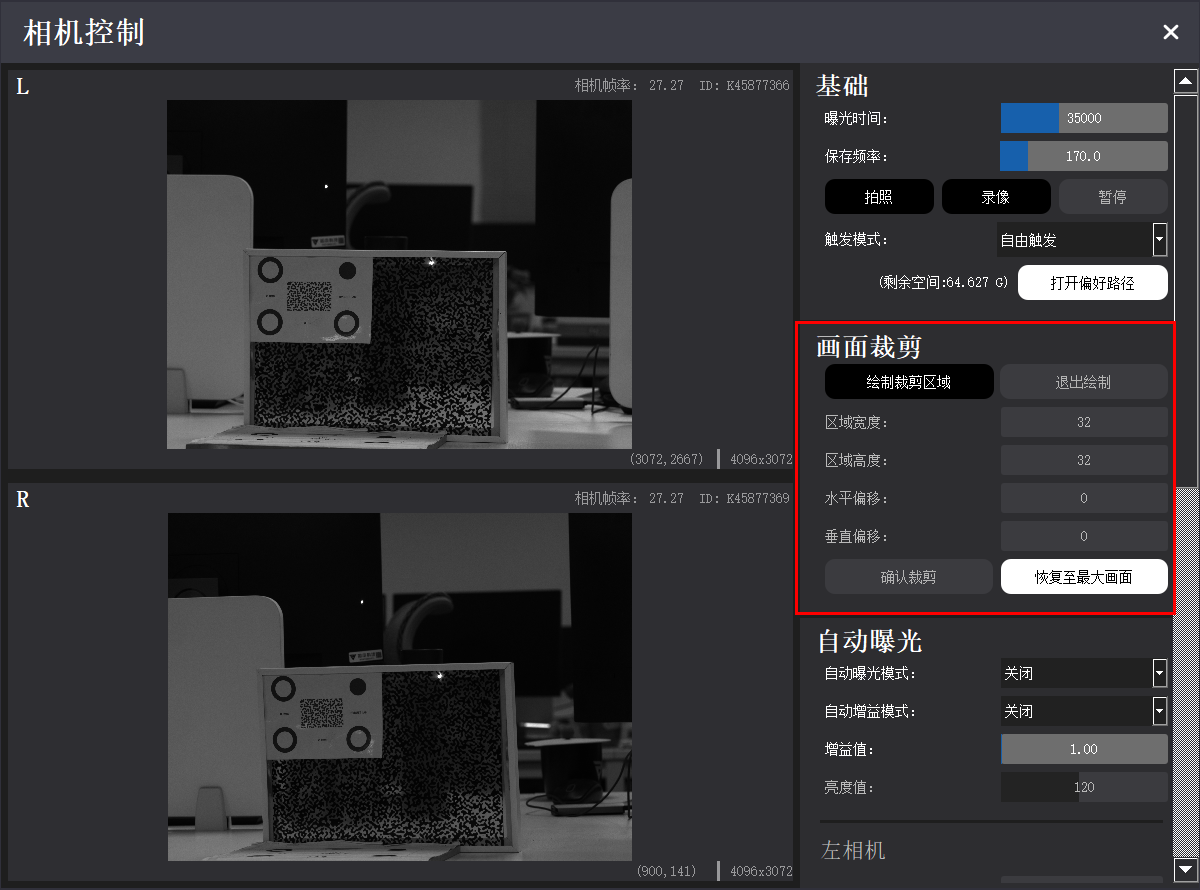 相机控制
L
相机帧率: 27.27 ID: K45877366
(3072,2667)
4096x3072
R
相机帧率: 27.27 ID: K45877369
(900,141)
4096x3072
基础
曝光时间:
35000
保存频率:
170.0
拍照
录像
暂停
触发模式:
自由触发
(剩余空间:64.627 G)
打开偏好路径
画面裁剪
绘制裁剪区域
退出绘制
区域宽度:
32
区域高度:
32
水平偏移:
0
垂直偏移:
0
确认裁剪
恢复至最大画面
自动曝光
自动曝光模式:
关闭
自动增益模式:
关闭
增益值:
1.00
亮度值:
120
左相机